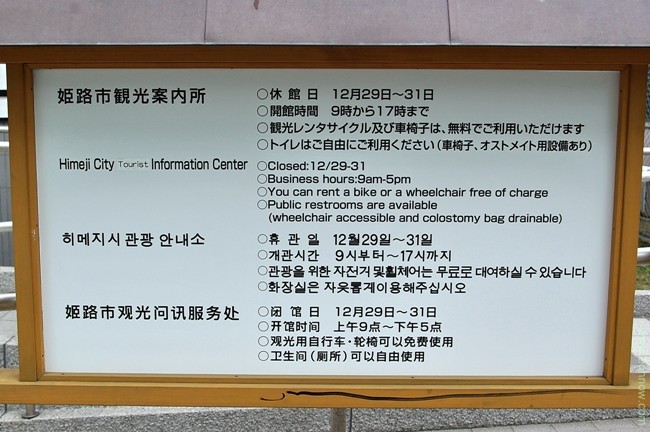 姫路市観光案内所
○休館日 12月29日～31日
○開館時間 9時から17時まで
○観光レンタサイクル及び車椅子は、無料でご利用いただけます
○トイレはご自由にご利用ください（車椅子、オストメイト用設備あり）
Himeji City Tourist Information Center
○Closed:12/29-31
○Business hours:9am-5pm
○You can rent a bike or a wheelchair free of charge
○Public restrooms are available
(wheelchair accessible and colostomy bag drainable)
히메지시 관광 안내소
○휴 관 일 12월29일～31일
○개관시간 9시부터～17시까지
○관광을 위한 자전거 및휠체어는 무료로 대여하실 수 있습니다
○화장실은 자유롭게이용해주십시오
姫路市观光问讯服务处
○闭 馆 日 12月29日～31日
○开馆时间 上午9点～下午5点
○观光用自行车・轮椅可以免费使用
○卫生间（厕所）可以自由使用